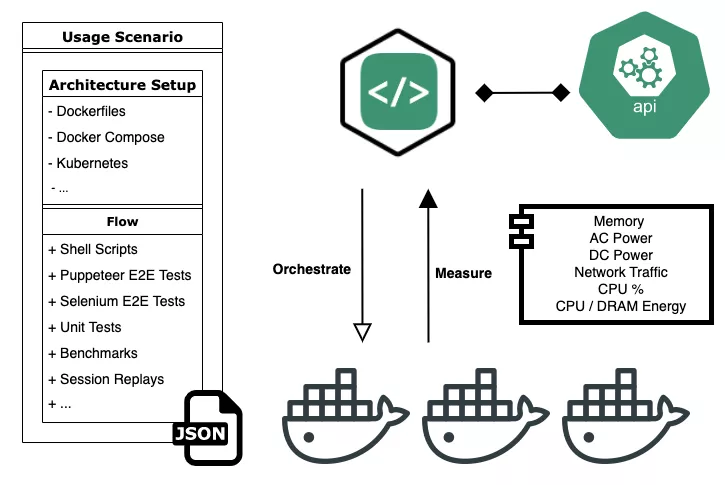 Usage Scenario
Architecture Setup
- Dockerfiles
- Docker Compose
- Kubernetes
- ...
Flow
+ Shell Scripts
+ Puppeteer E2E Tests
+ Selenium E2E Tests
+ Unit Tests
+ Benchmarks
+ Session Replays
+ ...
JSON
</>
api
Orchestrate
Measure
Memory
AC Power
DC Power
Network Traffic
CPU %
CPU / DRAM Energy